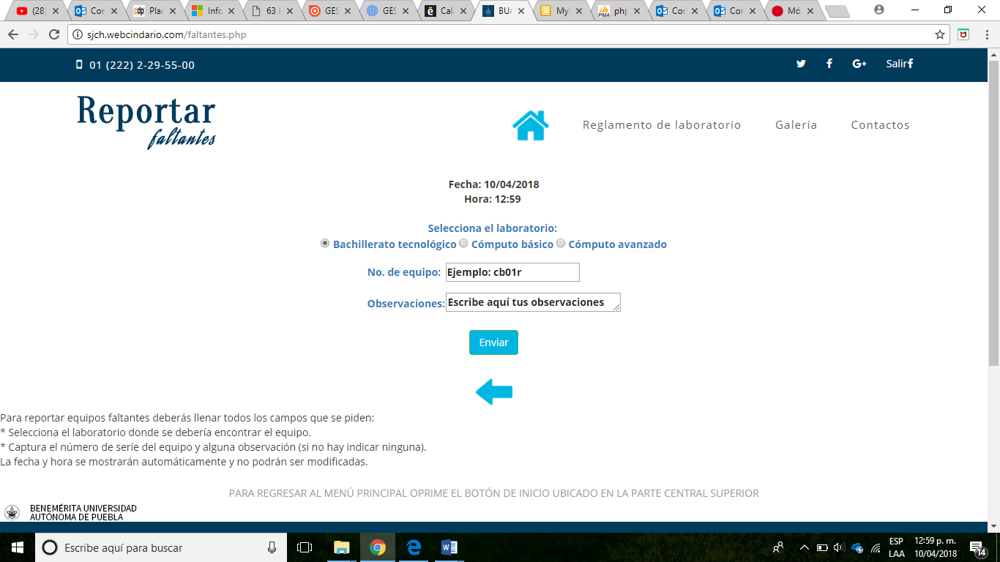 (28)
Cor
Plar
Info
63 F
GES
GES
Cala
BUA
MyS
php
Cor
Cor
Mó
sjch.webcindario.com/faltantes.php
01 (222) 2-29-55-00
Salir
Reportar
faltantes
Reglamento de laboratorio
Galería
Contactos
Fecha: 10/04/2018
Hora: 12:59
Selecciona el laboratorio:
Bachillerato tecnológico Cómputo básico Cómputo avanzado
No. de equipo: Ejemplo: cb01r
Observaciones: Escribe aquí tus observaciones
Enviar
Para reportar equipos faltantes deberás llenar todos los campos que se piden:
* Selecciona el laboratorio donde se debería encontrar el equipo.
* Captura el número de serie del equipo y alguna observación (si no hay indicar ninguna).
La fecha y hora se mostrarán automáticamente y no podrán ser modificadas.
PARA REGRESAR AL MENÚ PRINCIPAL OPRIME EL BOTÓN DE INICIO UBICADO EN LA PARTE CENTRAL SUPERIOR
BENEMÉRITA UNIVERSIDAD
AUTÓNOMA DE PUEBLA
Escribe aquí para buscar
ESP
LAA
12:59 p. m.
10/04/2018
14